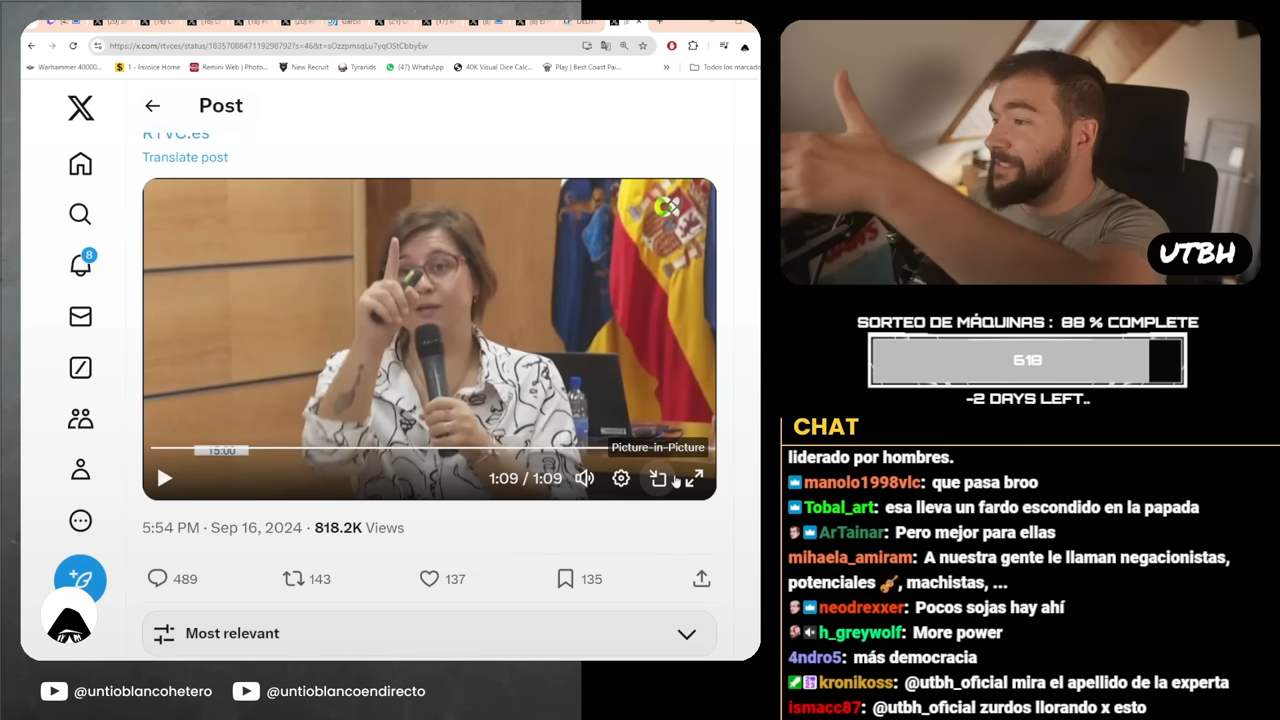 https://x.com/rtvces/status/1835708847119298792?s=46&t=sOzzpmsqLu7yqOStCbbyEw
Warhammer 40000...
1 - Invoice Home
Remini Web | Photo...
New Recruit
Tyranids
(47) WhatsApp
40K Visual Dice Calc...
Play | Best Coast Pai...
»
Todos los marcado
Post
RTVC.es
Translate post
8
15:00
Picture-in-Picture
1:09 / 1:09
5:54 PM · Sep 16, 2024 · 818.2K Views
489
143
137
135
Most relevant
@untioblancohetero
@untioblancoendirecto
UTBH
SORTEO DE MÁQUINAS : 88 % COMPLETE
618
-2 DAYS LEFT..
CHAT
liderado por hombres.
manolo1998vlc: que pasa broo
Tobal_art: esa lleva un fardo escondido en la papada
ArTainar: Pero mejor para ellas
mihaela_amiram: A nuestra gente le llaman negacionistas,
potenciales 🎻, machistas, ...
neodrexxer: Pocos sojas hay ahí
h_greywolf: More power
4ndro5: más democracia
kronikoss: @utbh_oficial mira el apellido de la experta
ismacc87: @utbh_oficial zurdos llorando x esto